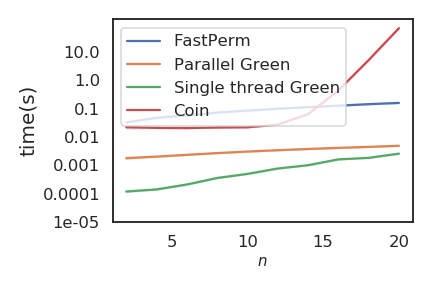 FastPerm
Parallel Green
Single thread Green
Coin
time(s)
10.0
1.0
0.1
0.01
0.001
0.0001
1e-05
5 10 15 20
n